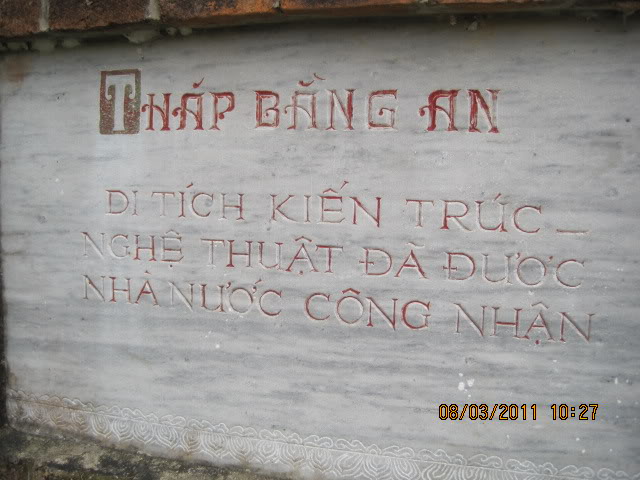 THÁP BẰNG AN
DI TÍCH KIẾN TRÚC –
NGHỆ THUẬT ĐÃ ĐƯỢC
NHÀ NƯỚC CÔNG NHẬN
08/03/2011 10:27